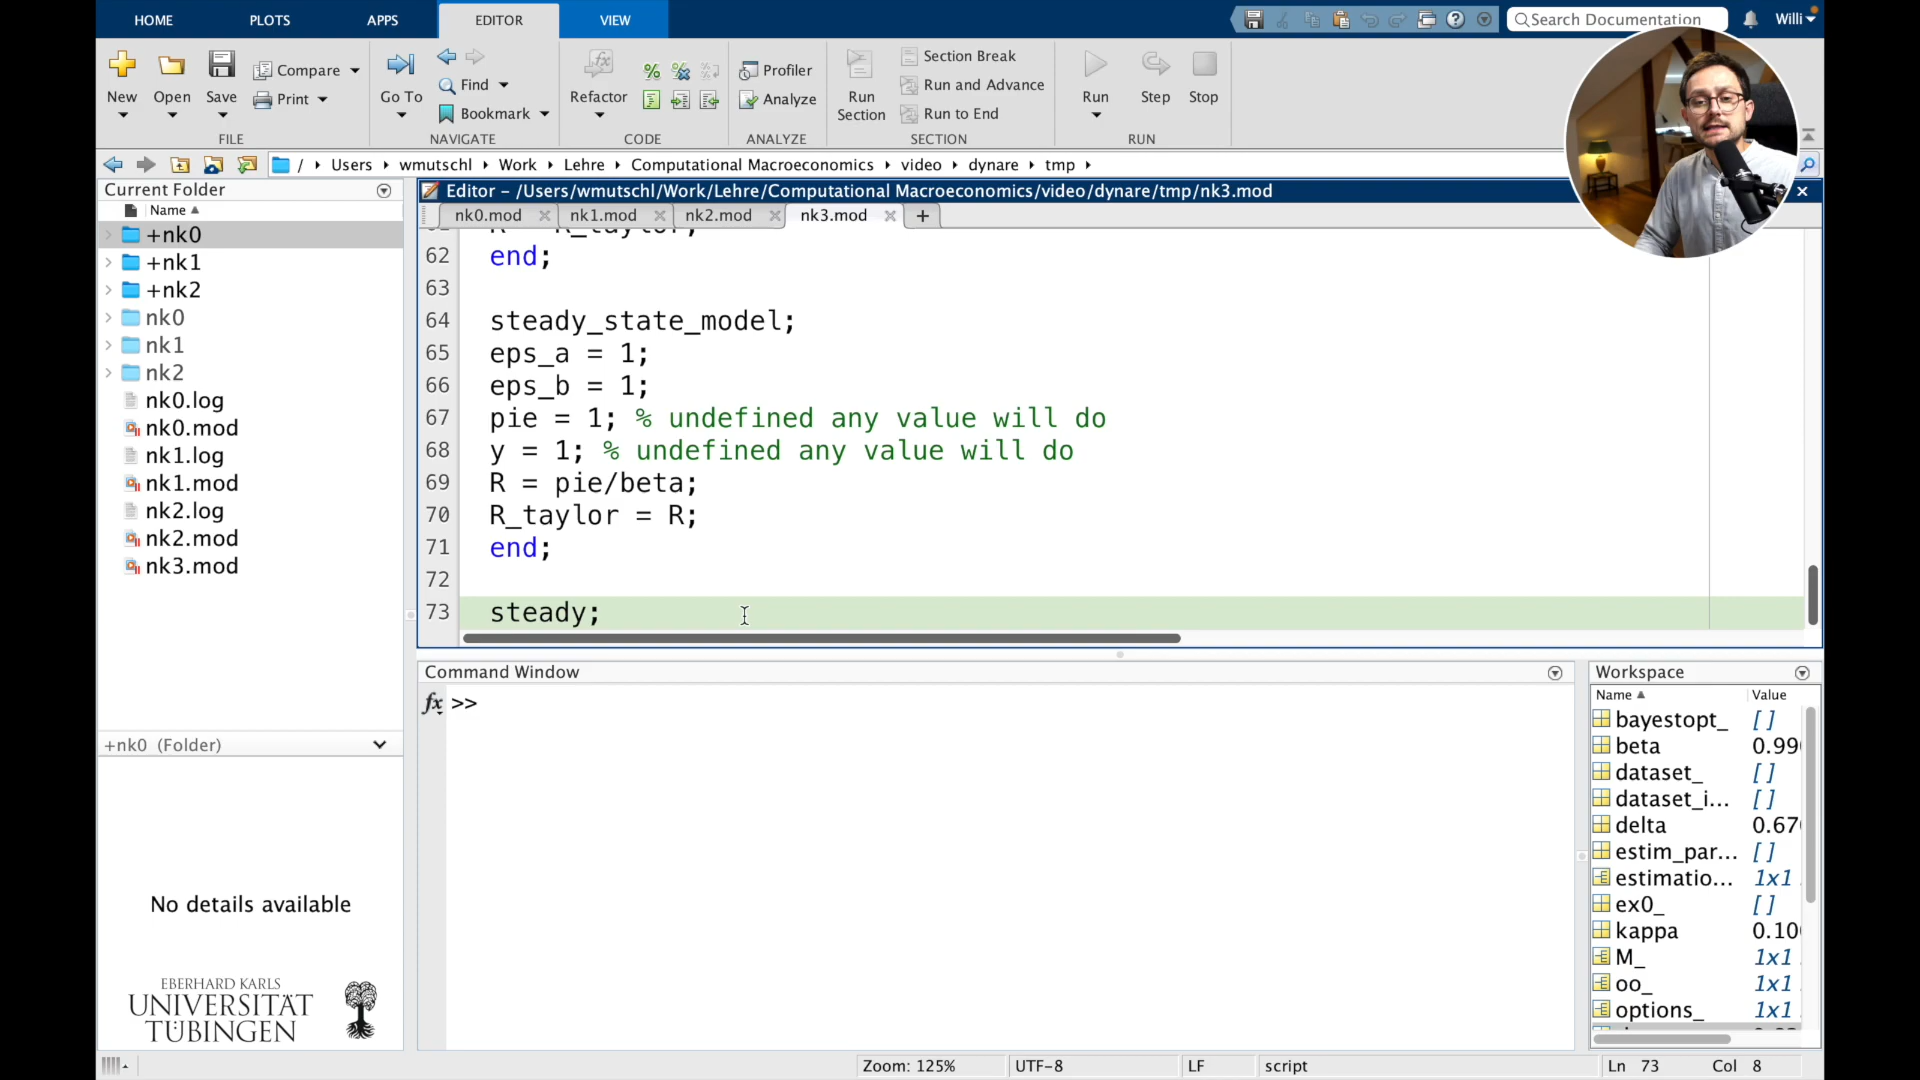 HOME
PLOTS
APPS
EDITOR
VIEW
Search Documentation
Willi
New
Open
Save
Compare
Print
FILE
Go To
Find
Bookmark
NAVIGATE
Refactor
CODE
Profiler
Analyze
ANALYZE
Run Section
Section Break
Run and Advance
Run to End
SECTION
Run
Step
Stop
RUN
/ Users wmutschl Work Lehre Computational Macroeconomics video dynare tmp
Current Folder
Name
+nk0
+nk1
+nk2
nk0
nk1
nk2
nk0.log
nk0.mod
nk1.log
nk1.mod
nk2.log
nk2.mod
nk3.mod
+nk0 (Folder)
No details available
EBERHARD KARLS
UNIVERSITÄT
TÜBINGEN
Editor – /Users/wmutschl/Work/Lehre/Computational Macroeconomics/video/dynare/tmp/nk3.mod
nk0.mod
nk1.mod
nk2.mod
nk3.mod
62 end;
63
64 steady_state_model;
65 eps_a = 1;
66 eps_b = 1;
67 pie = 1; % undefined any value will do
68 y = 1; % undefined any value will do
69 R = pie/beta;
70 R_taylor = R;
71 end;
72
73 steady;
Command Window
fx >>
Workspace
Name Value
bayestopt_ []
beta 0.99
dataset_ []
dataset_i... []
delta 0.67
estim_par... []
estimatio... 1x1
ex0_ []
kappa 0.10
M_ 1x1
oo_ 1x1
options_ 1x1
Zoom: 125%
UTF-8
LF
script
Ln 73 Col 8